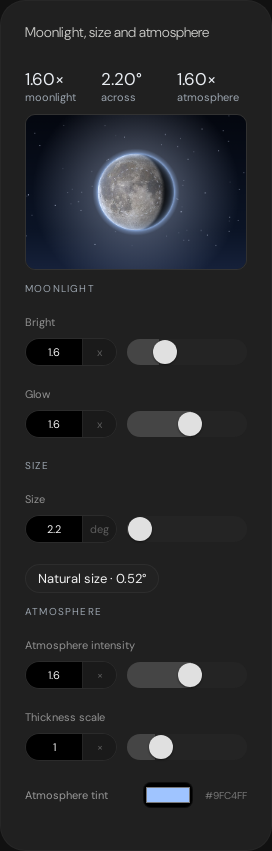 Moonlight, size and atmosphere
1.60× 2.20° 1.60×
moonlight across atmosphere
MOONLIGHT
Bright
1.6 x
Glow
1.6 x
SIZE
Size
2.2 deg
Natural size · 0.52°
ATMOSPHERE
Atmosphere intensity
1.6 ×
Thickness scale
1 ×
Atmosphere tint #9FC4FF